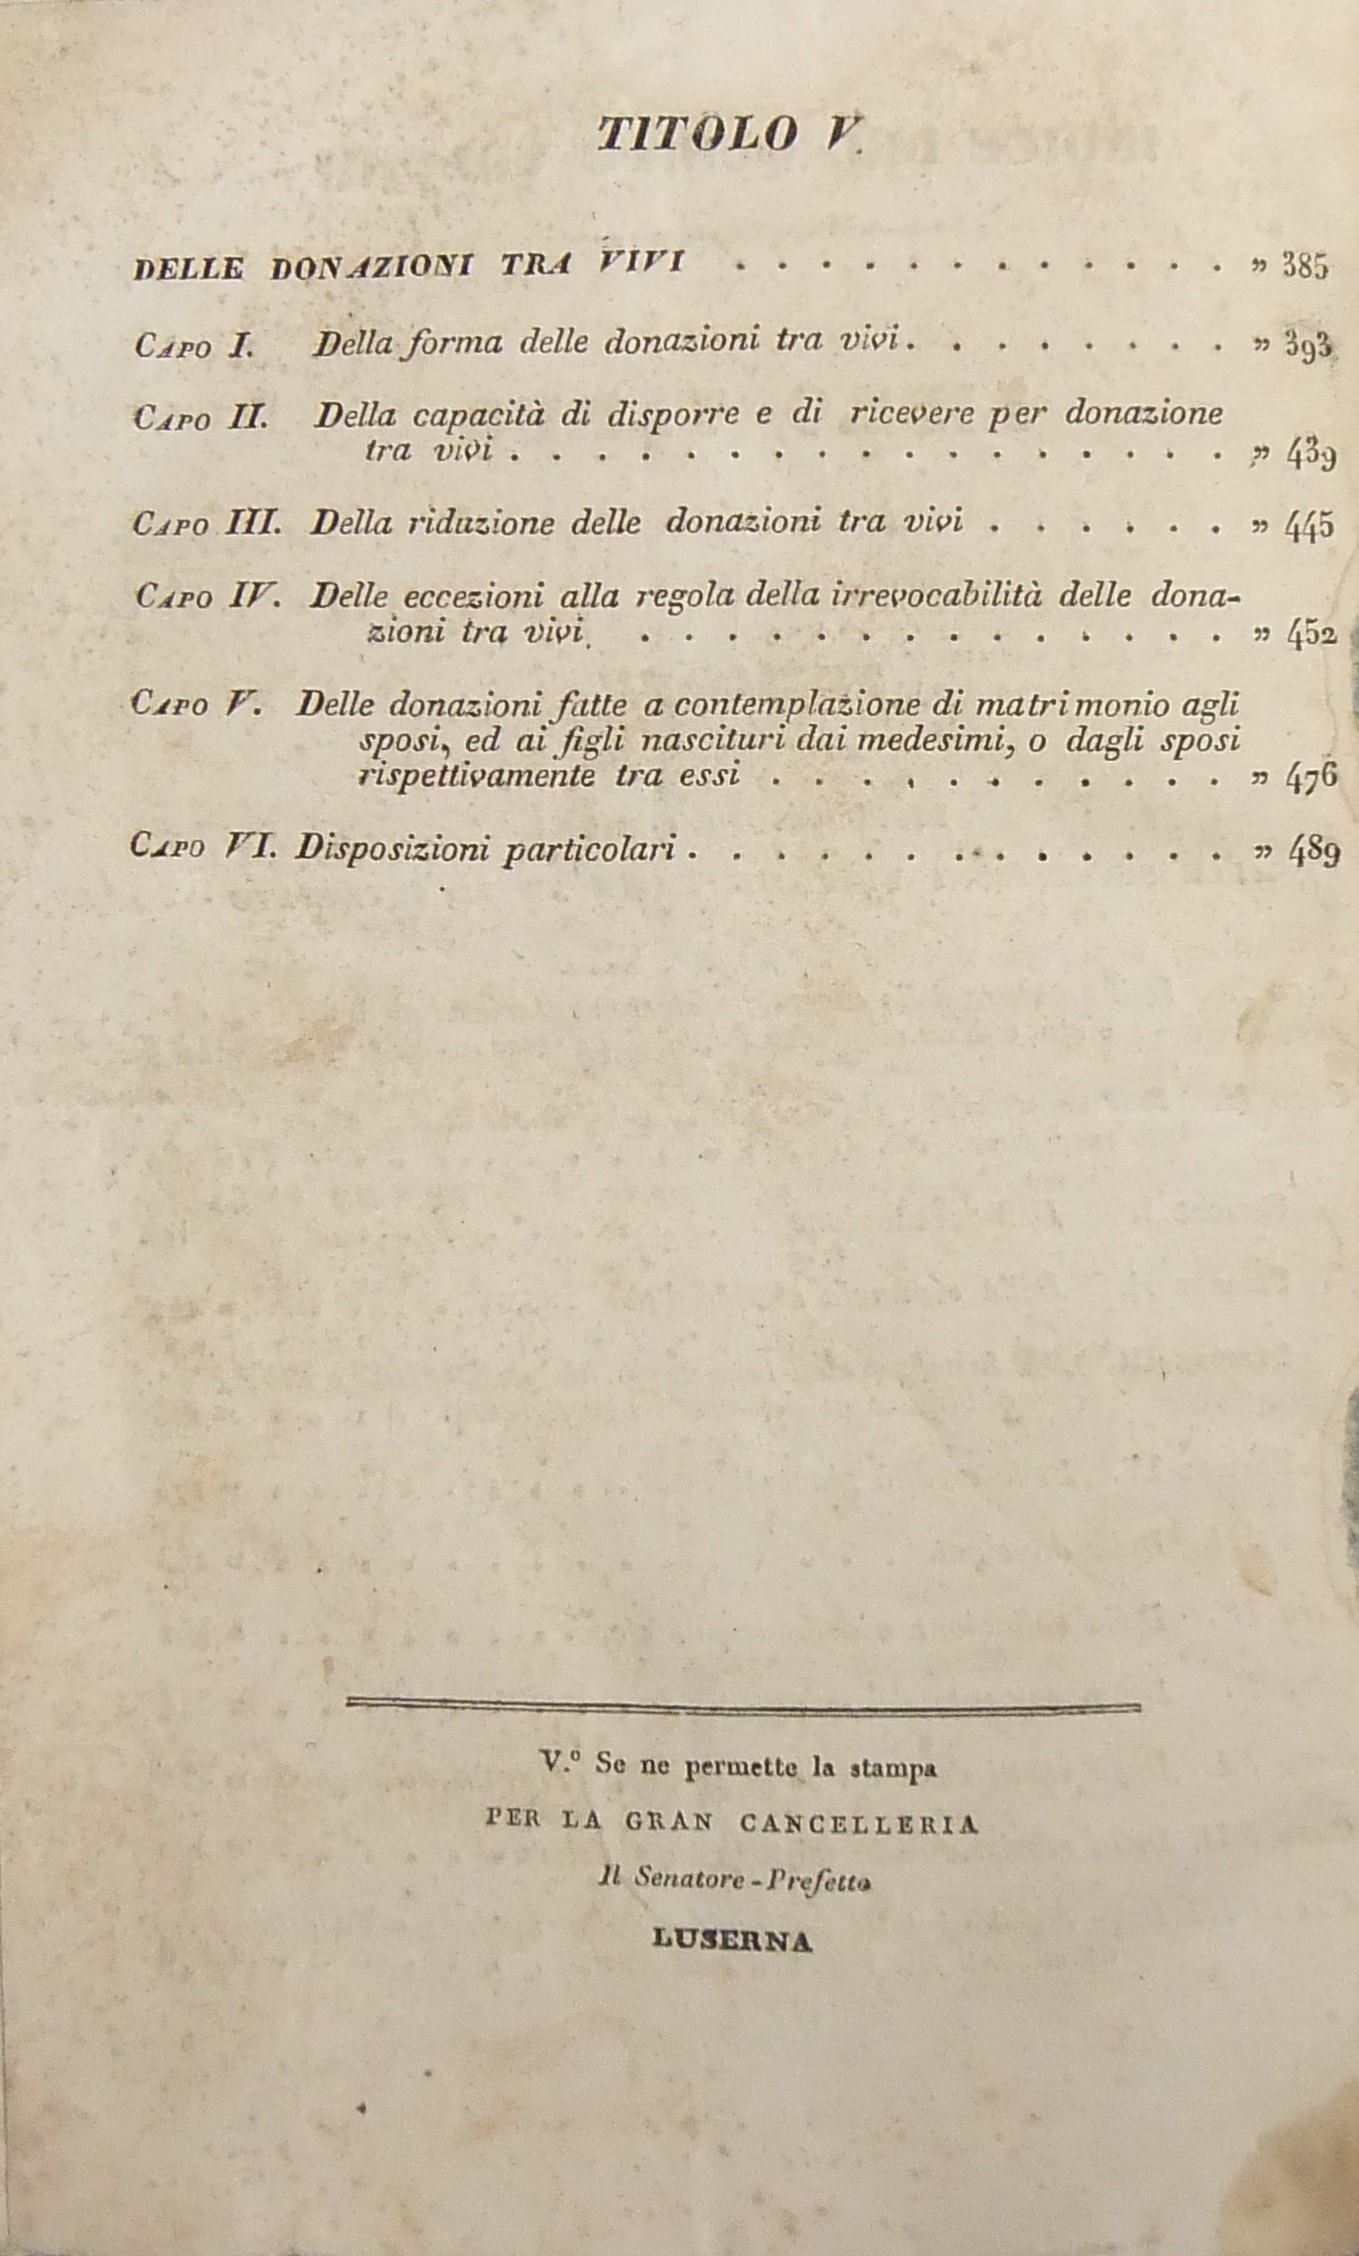 TITOLO V.
DELLE DONAZIONI TRA VIVI . . . . . . . . . . . . » 385
CAPO I. Della forma delle donazioni tra vivi . . . . . . . . » 393
CAPO II. Della capacità di disporre e di ricevere per donazione
tra vivi . . . . . . . . . . . . . . . . . » 439
CAPO III. Della riduzione delle donazioni tra vivi . . . . . . » 445
CAPO IV. Delle eccezioni alla regola della irrevocabilità delle dona-
zioni tra vivi. . . . . . . . . . . . . . . » 452
CAPO V. Delle donazioni fatte a contemplazione di matrimonio agli
sposi, ed ai figli nascituri dai medesimi, o dagli sposi
rispettivamente tra essi . . . . . . . . . . . » 476
CAPO VI. Disposizioni particolari . . . . . . . . . . . . . » 489
V.º Se ne permette la stampa
PER LA GRAN CANCELLERIA
Il Senatore-Prefetto
LUSERNA